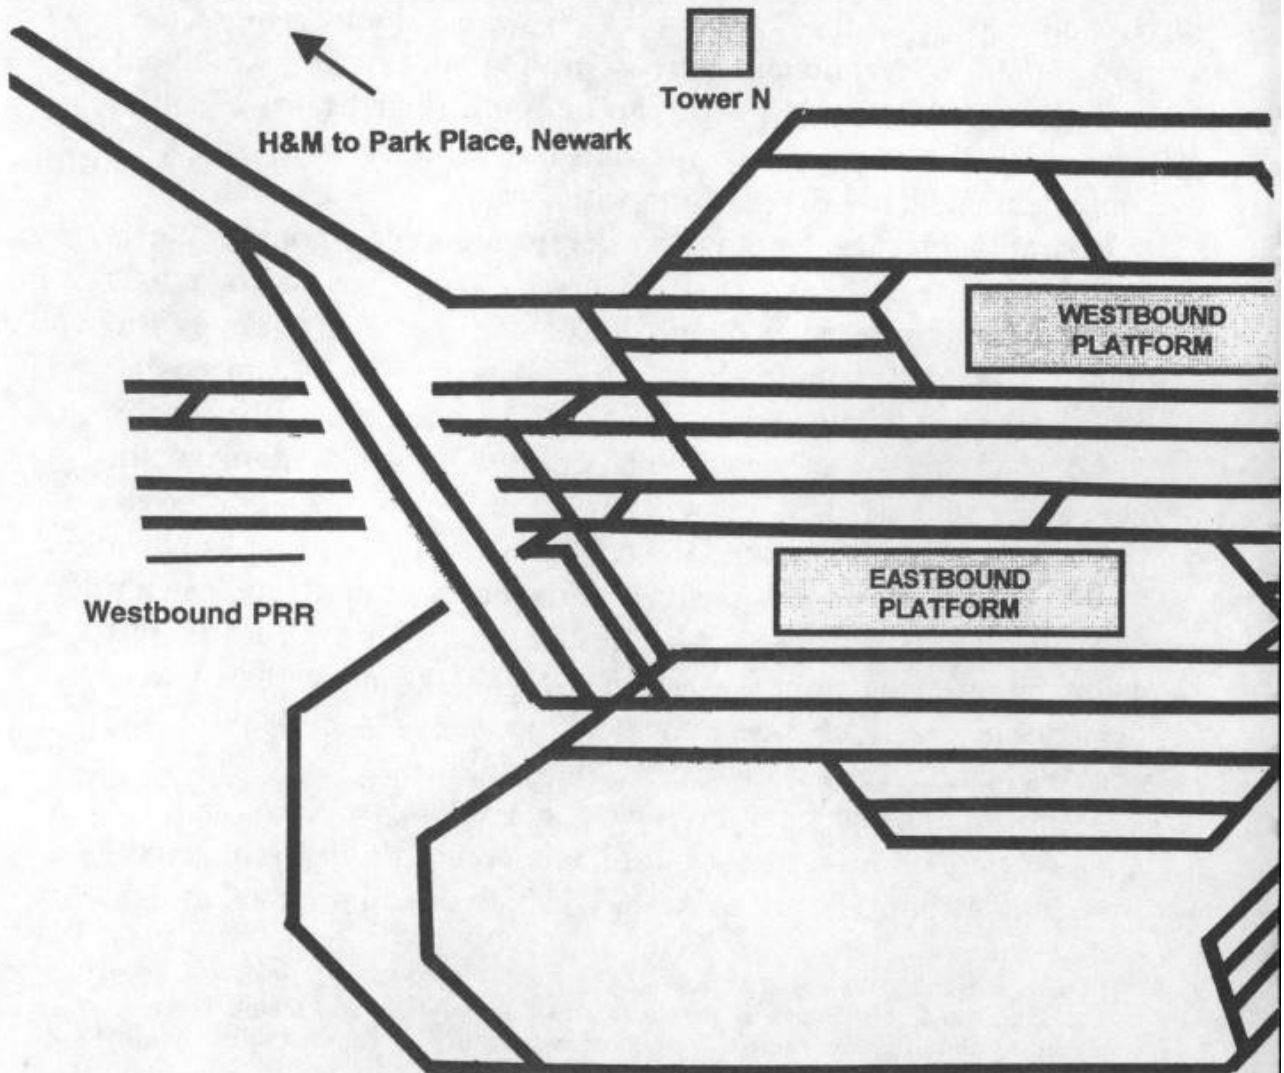 Tower N
H&M to Park Place, Newark
WESTBOUND
PLATFORM
EASTBOUND
PLATFORM
Westbound PRR